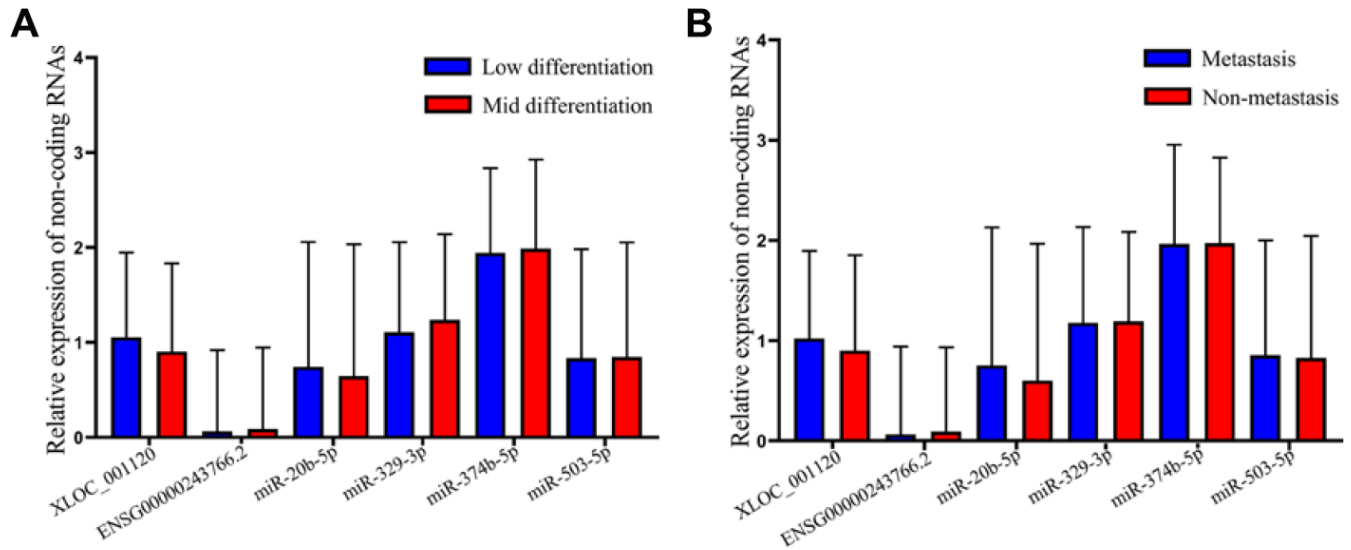 A
Relative expression of non-coding RNAs
4
3
2
1
0
Low differentiation
Mid differentiation
XLOC_001120
ENSG00000243766.2
miR-20b-5p
miR-329-3p
miR-374b-5p
miR-503-5p
B
Relative expression of non-coding RNAs
4
3
2
1
0
Metastasis
Non-metastasis
XLOC_001120
ENSG00000243766.2
miR-20b-5p
miR-329-3p
miR-374b-5p
miR-503-5p